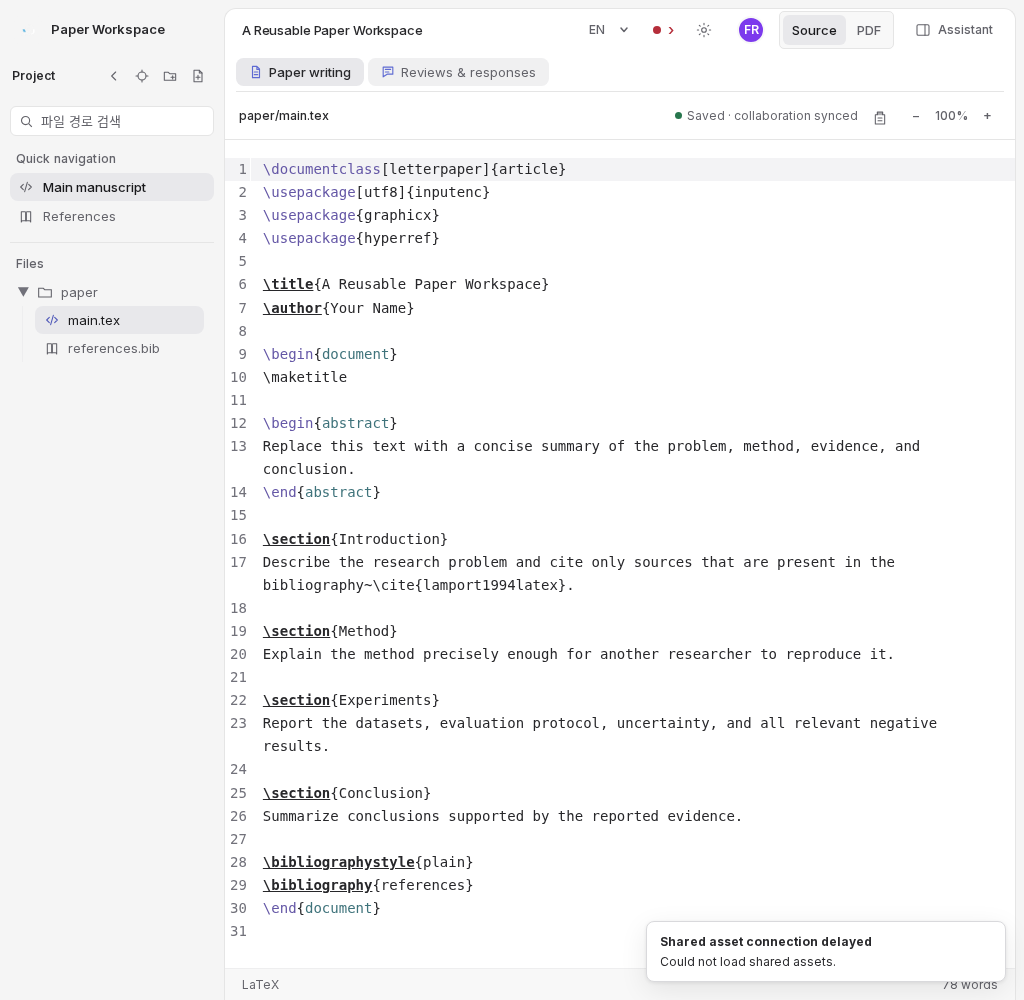 Paper Workspace
A Reusable Paper Workspace
EN
FR
Source
PDF
Assistant
Project
Paper writing
Reviews & responses
파일 경로 검색
paper/main.tex
Saved · collaboration synced
− 100% +
Quick navigation
Main manuscript
References
Files
paper
main.tex
references.bib
1 \documentclass[letterpaper]{article}
2 \usepackage[utf8]{inputenc}
3 \usepackage{graphicx}
4 \usepackage{hyperref}
5
6 \title{A Reusable Paper Workspace}
7 \author{Your Name}
8
9 \begin{document}
10 \maketitle
11
12 \begin{abstract}
13 Replace this text with a concise summary of the problem, method, evidence, and
conclusion.
14 \end{abstract}
15
16 \section{Introduction}
17 Describe the research problem and cite only sources that are present in the
bibliography~\cite{lamport1994latex}.
18
19 \section{Method}
20 Explain the method precisely enough for another researcher to reproduce it.
21
22 \section{Experiments}
23 Report the datasets, evaluation protocol, uncertainty, and all relevant negative
results.
24
25 \section{Conclusion}
26 Summarize conclusions supported by the reported evidence.
27
28 \bibliographystyle{plain}
29 \bibliography{references}
30 \end{document}
31
Shared asset connection delayed
Could not load shared assets.
LaTeX
78 words